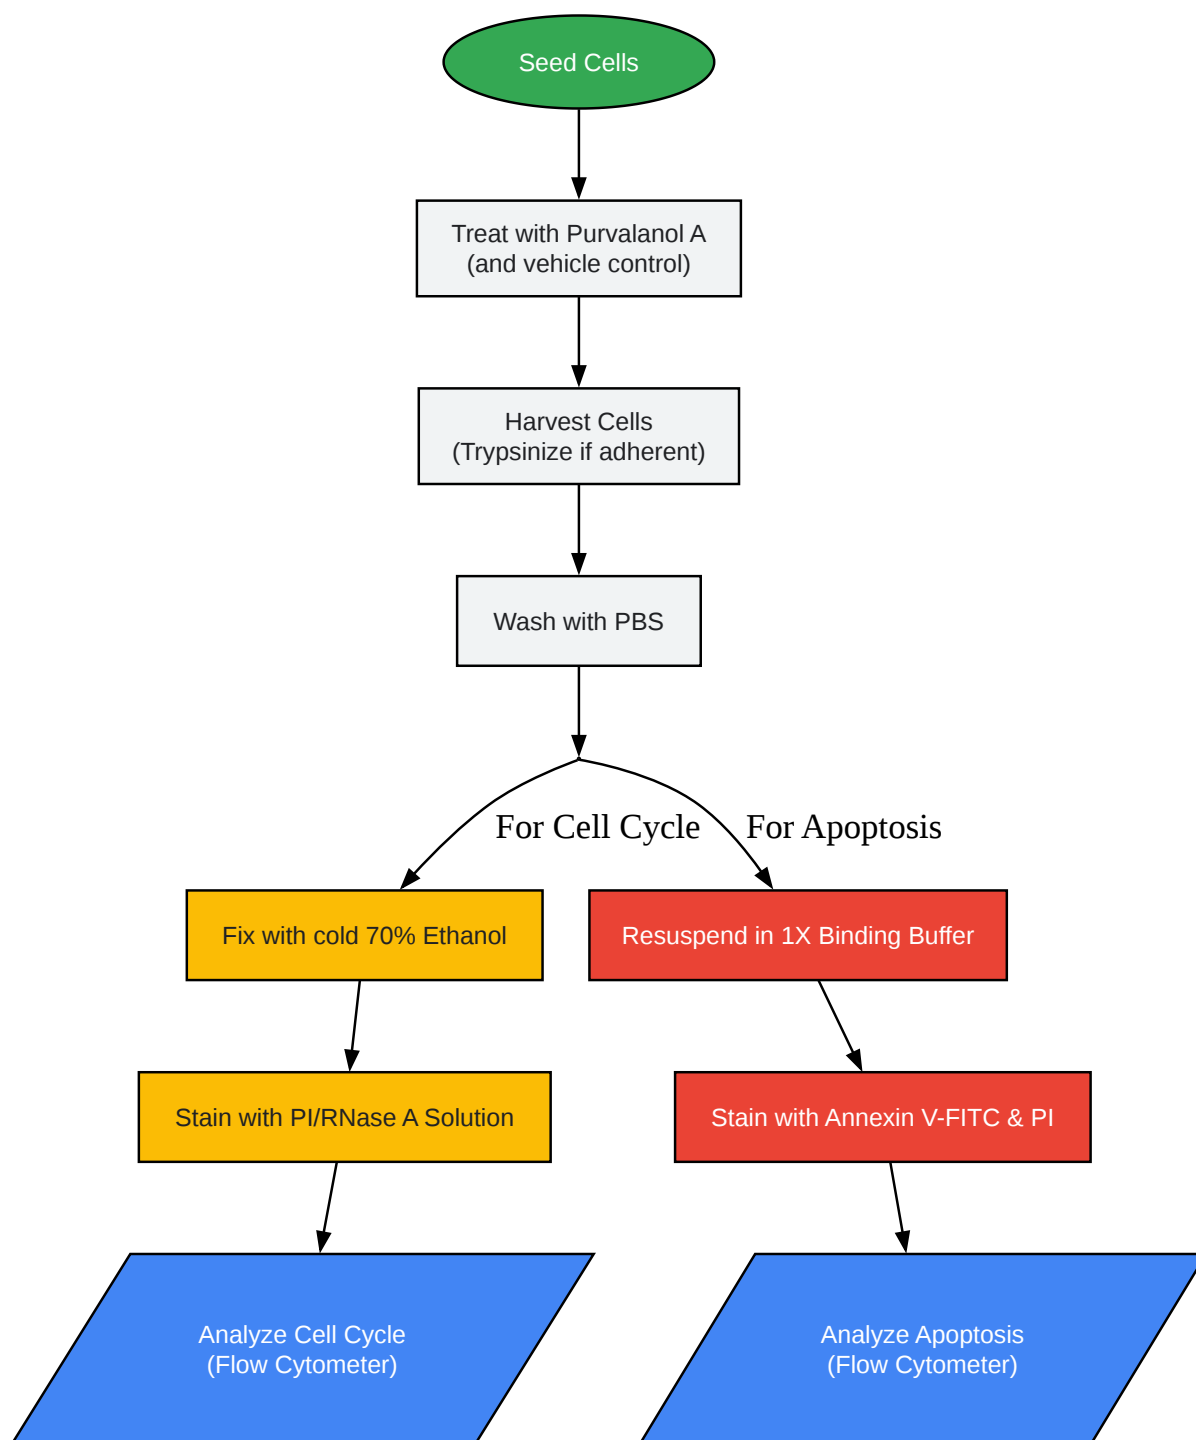 Seed Cells
Treat with Purvalanol A
(and vehicle control)
Harvest Cells
(Trypsinize if adherent)
Wash with PBS
For Cell Cycle
For Apoptosis
Fix with cold 70% Ethanol
Resuspend in 1X Binding Buffer
Stain with PI/RNase A Solution
Stain with Annexin V-FITC & PI
Analyze Cell Cycle
(Flow Cytometer)
Analyze Apoptosis
(Flow Cytometer)